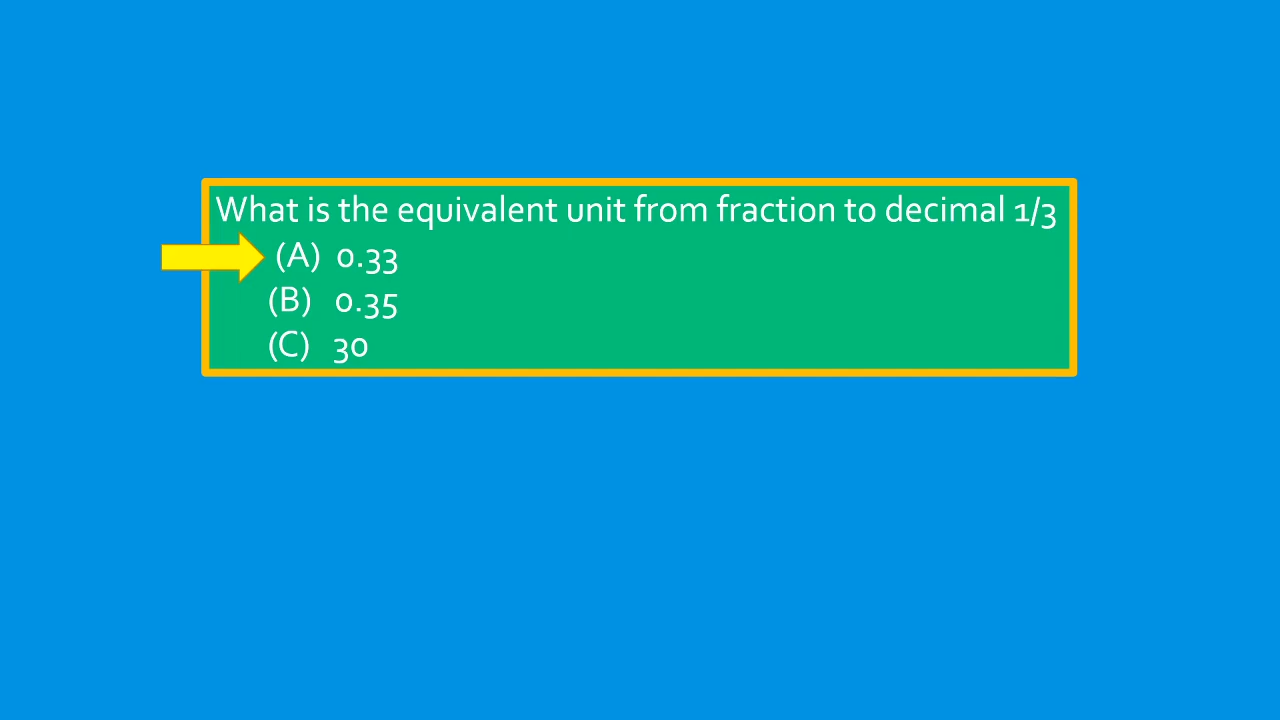 What is the equivalent unit from fraction to decimal 1/3
(A) 0.33
(B) 0.35
(C) 30